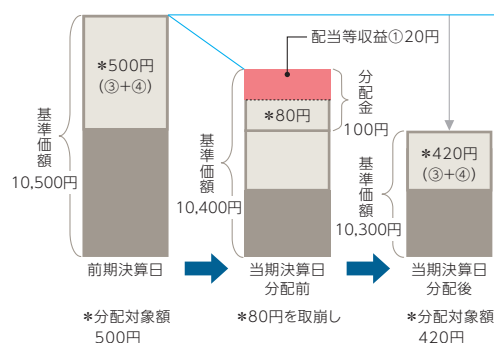 配当等収益①20円
*500円
(③+④)
分配金
100円
*80円
基準価額
10,500円
基準価額
10,400円
*420円
(③+④)
基準価額
10,300円
前期決算日
当期決算日
分配前
当期決算日
分配後
*分配対象額
500円
*80円を取崩し
*分配対象額
420円